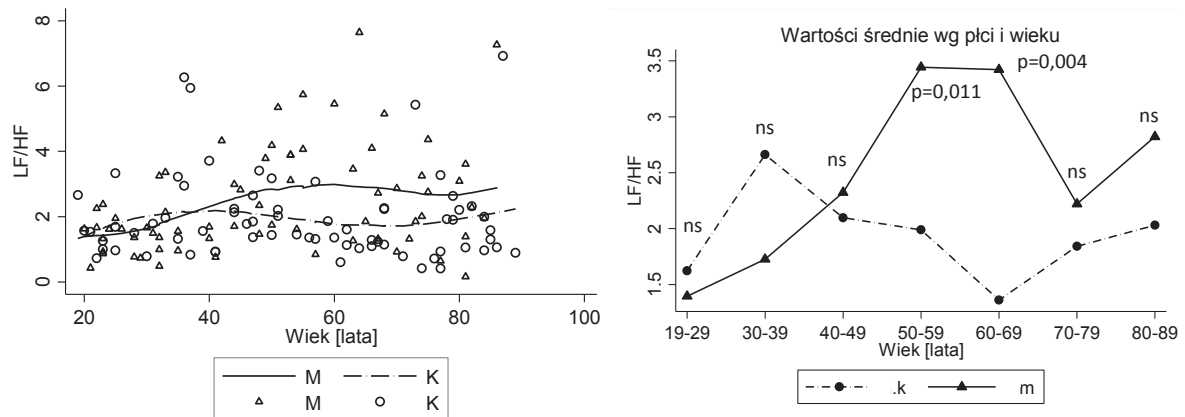 8
6
4
2
0
LF/HF
20 40 60 80 100
Wiek [lata]
M K
M K
Wartości średnie wg płci i wieku
3.5
3
2.5
2
1.5
LF/HF
p=0,004
p=0,011
ns
ns
ns
ns
ns
19-29 30-39 40-49 50-59 60-69 70-79 80-89
Wiek [lata]
.k m